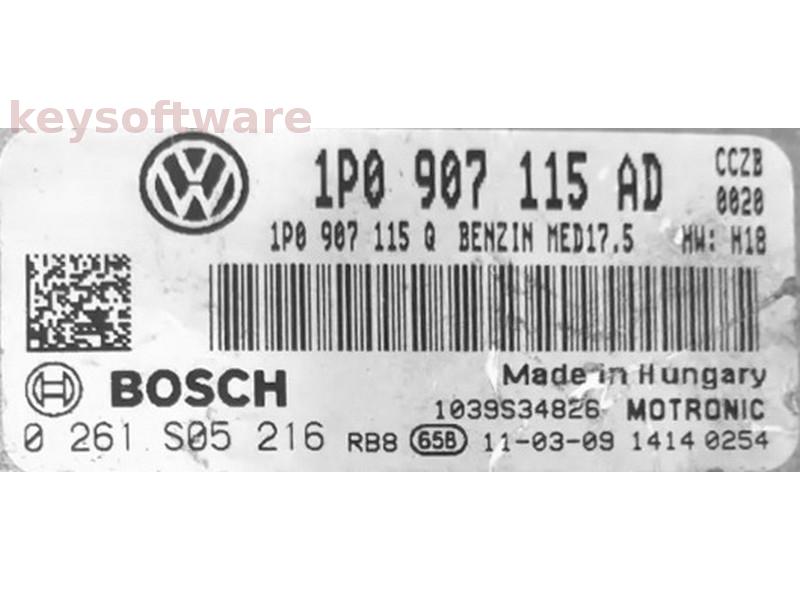 keysoftware
1P0 907 115 AD CCZB
0020
1P0 907 115 Q BENZIN MED17.5 HW: H18
BOSCH Made in Hungary
1039S34826 MOTRONIC
0 261 S05 216 RB8 65B 11-03-09 1414 0254